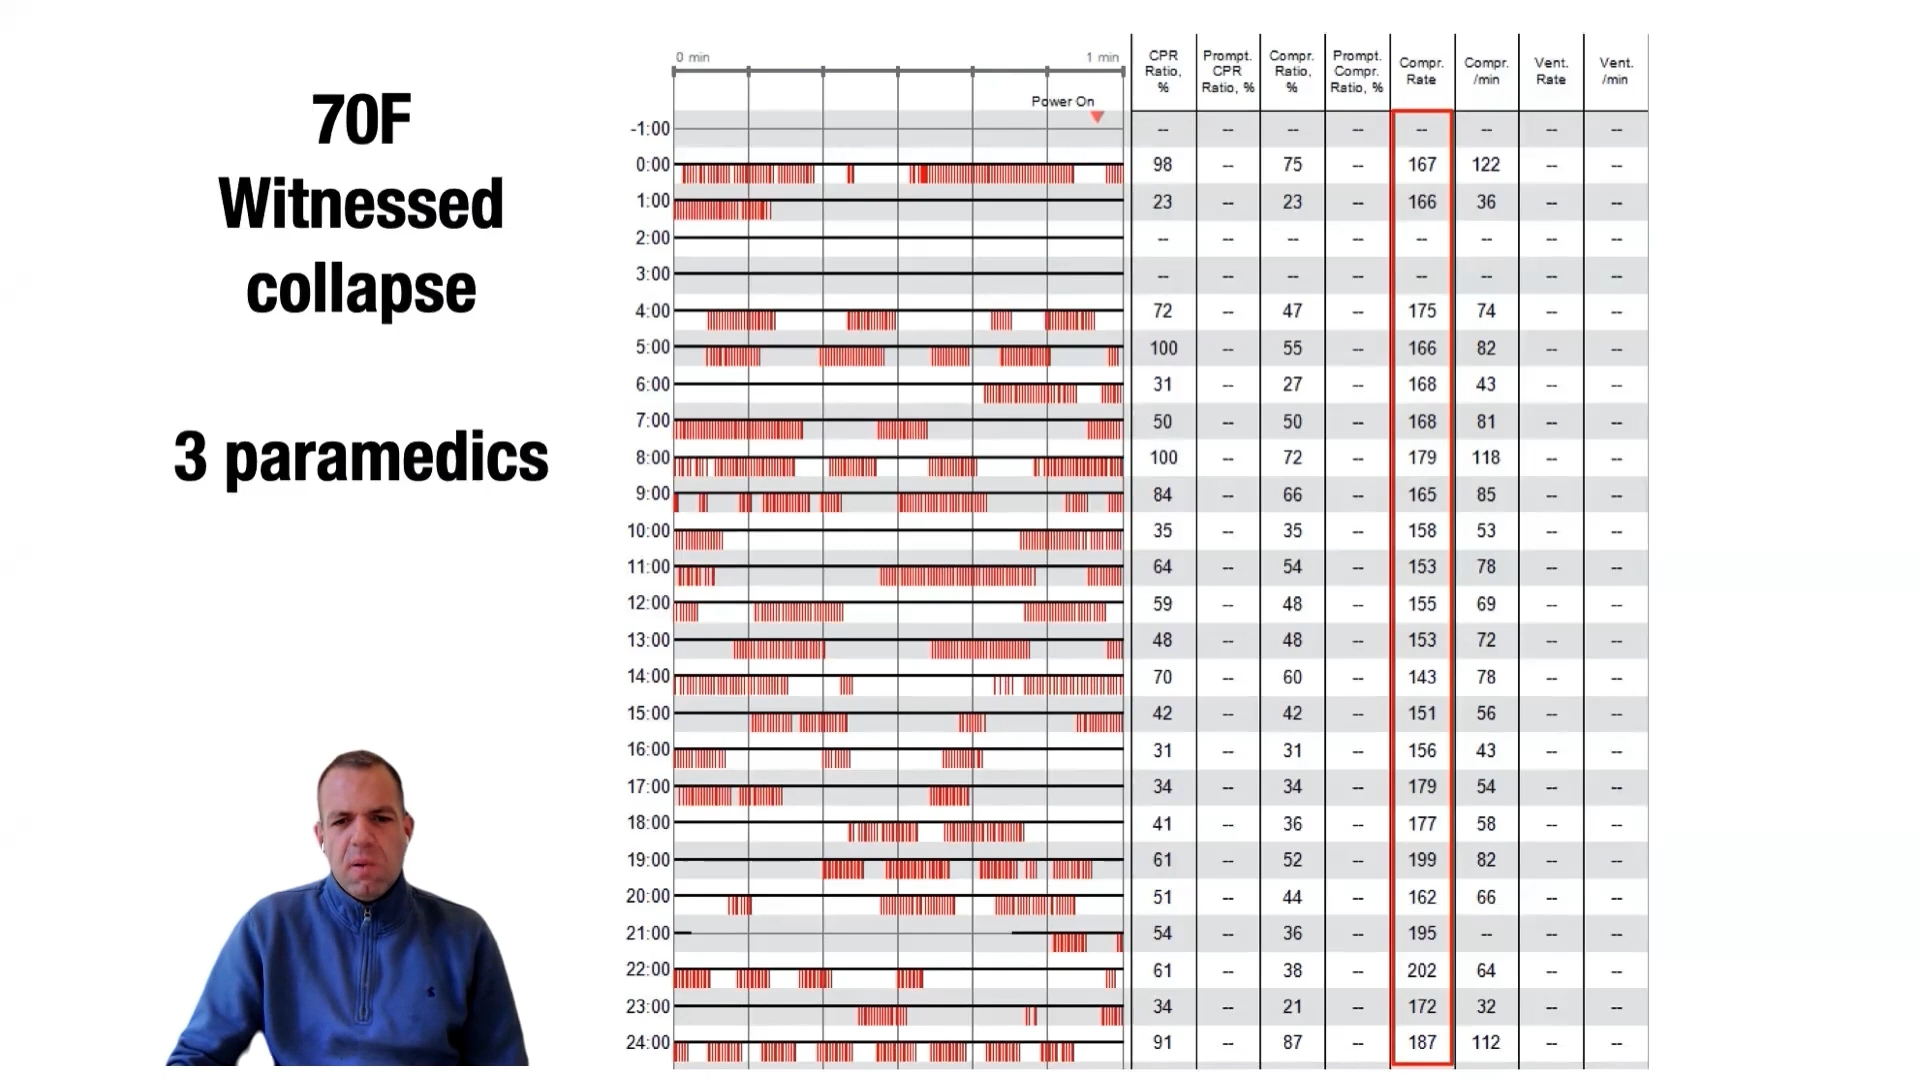 70F
Witnessed
collapse
3 paramedics
0 min 1 min
Power On
CPR Ratio, % Prompt. CPR Ratio, % Compr. Ratio, % Prompt. Compr. Ratio, % Compr. Rate Compr. /min Vent. Rate Vent. /min
-1:00 -- -- -- -- -- -- -- --
0:00 98 -- 75 -- 167 122 -- --
1:00 23 -- 23 -- 166 36 -- --
2:00 -- -- -- -- -- -- -- --
3:00 -- -- -- -- -- -- -- --
4:00 72 -- 47 -- 175 74 -- --
5:00 100 -- 55 -- 166 82 -- --
6:00 31 -- 27 -- 168 43 -- --
7:00 50 -- 50 -- 168 81 -- --
8:00 100 -- 72 -- 179 118 -- --
9:00 84 -- 66 -- 165 85 -- --
10:00 35 -- 35 -- 158 53 -- --
11:00 64 -- 54 -- 153 78 -- --
12:00 59 -- 48 -- 155 69 -- --
13:00 48 -- 48 -- 153 72 -- --
14:00 70 -- 60 -- 143 78 -- --
15:00 42 -- 42 -- 151 56 -- --
16:00 31 -- 31 -- 156 43 -- --
17:00 34 -- 34 -- 179 54 -- --
18:00 41 -- 36 -- 177 58 -- --
19:00 61 -- 52 -- 199 82 -- --
20:00 51 -- 44 -- 162 66 -- --
21:00 54 -- 36 -- 195 -- -- --
22:00 61 -- 38 -- 202 64 -- --
23:00 34 -- 21 -- 172 32 -- --
24:00 91 -- 87 -- 187 112 -- --